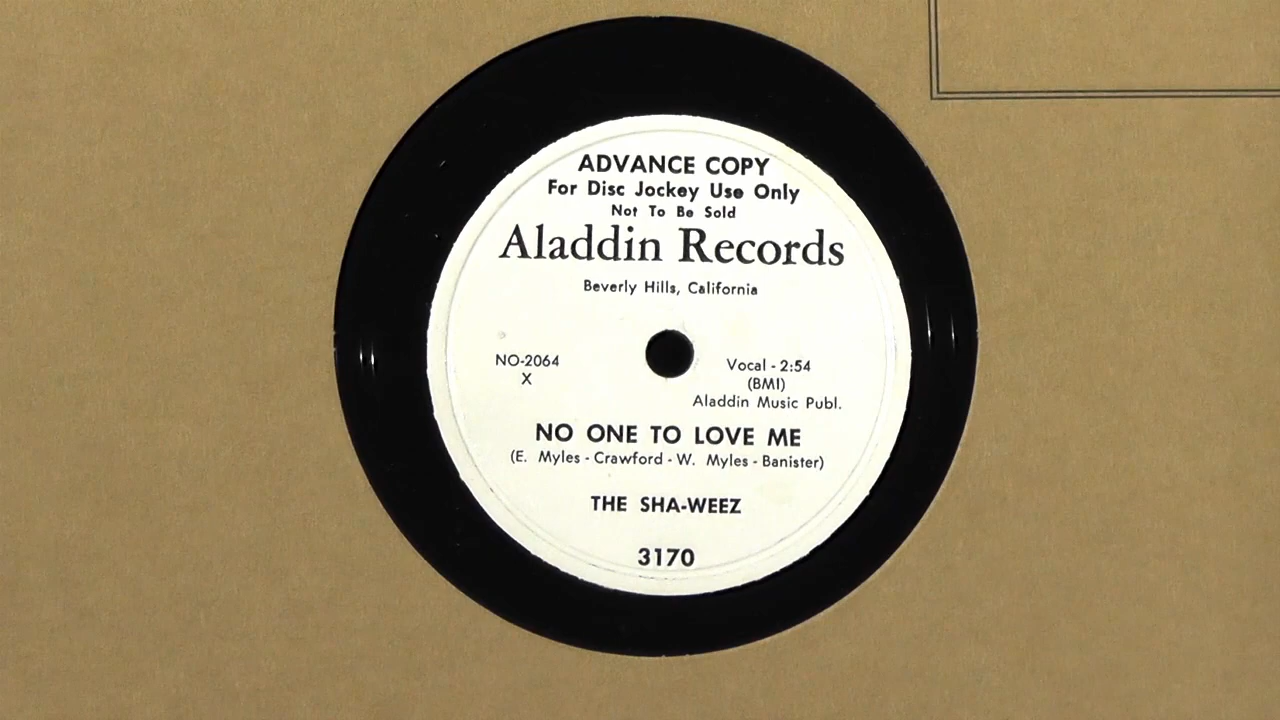 ADVANCE COPY
For Disc Jockey Use Only
Not To Be Sold
Aladdin Records
Beverly Hills, California
NO-2064
X
Vocal - 2:54
(BMI)
Aladdin Music Publ.
NO ONE TO LOVE ME
(E. Myles - Crawford - W. Myles - Banister)
THE SHA-WEEZ
3170